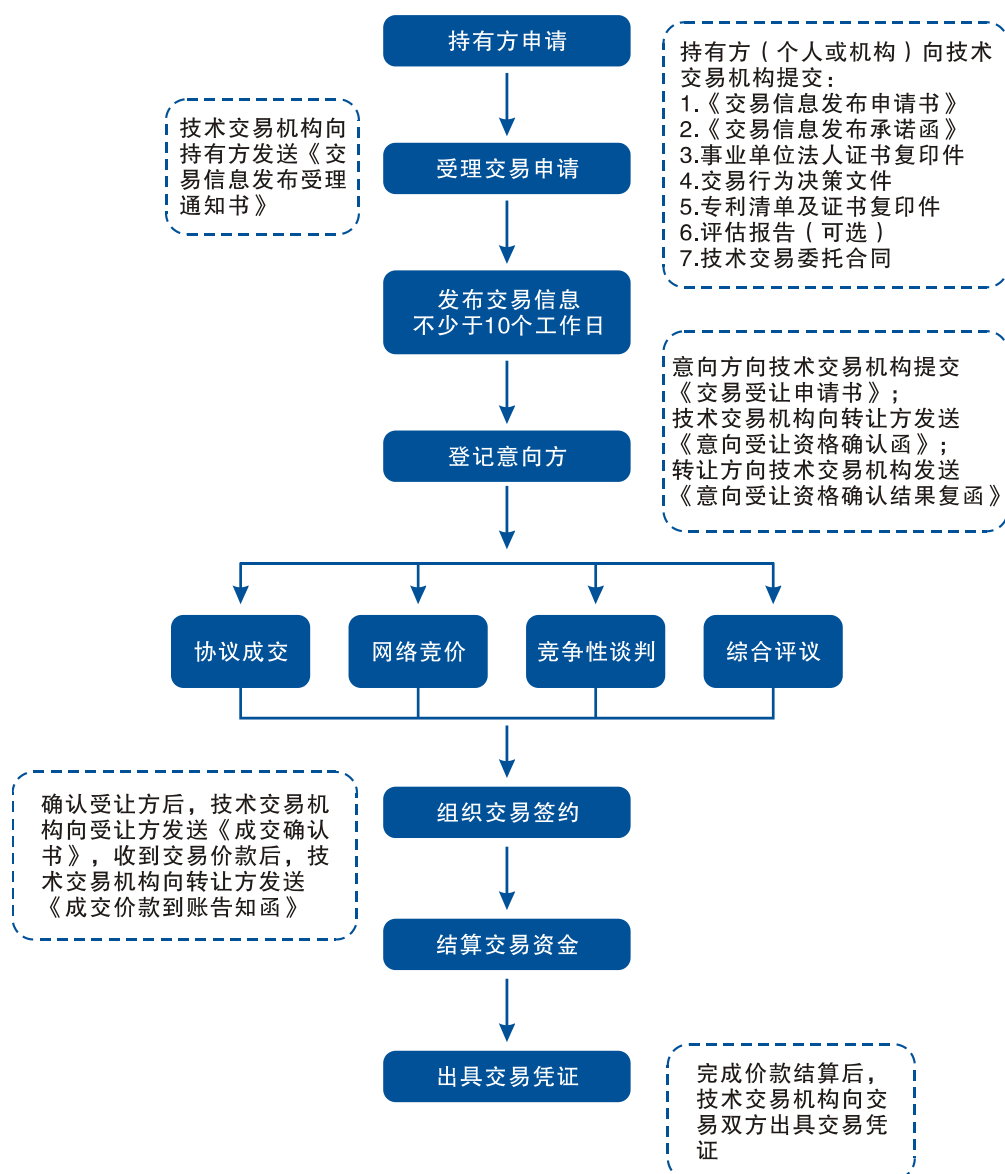 持有方申请
持有方（个人或机构）向技术
交易机构提交：
1.《交易信息发布申请书》
2.《交易信息发布承诺函》
3.事业单位法人证书复印件
4.交易行为决策文件
5.专利清单及证书复印件
6.评估报告（可选）
7.技术交易委托合同
技术交易机构向
持有方发送《交
易信息发布受理
通知书》
受理交易申请
发布交易信息
不少于10个工作日
意向方向技术交易机构提交
《交易受让申请书》；
技术交易机构向转让方发送
《意向受让资格确认函》；
转让方向技术交易机构发送
《意向受让资格确认结果复函》
登记意向方
协议成交
网络竞价
竞争性谈判
综合评议
确认受让方后，技术交易机
构向受让方发送《成交确认
书》，收到交易价款后，技
术交易机构向转让方发送
《成交价款到账告知函》
组织交易签约
结算交易资金
出具交易凭证
完成价款结算后，
技术交易机构向交
易双方出具交易凭
证